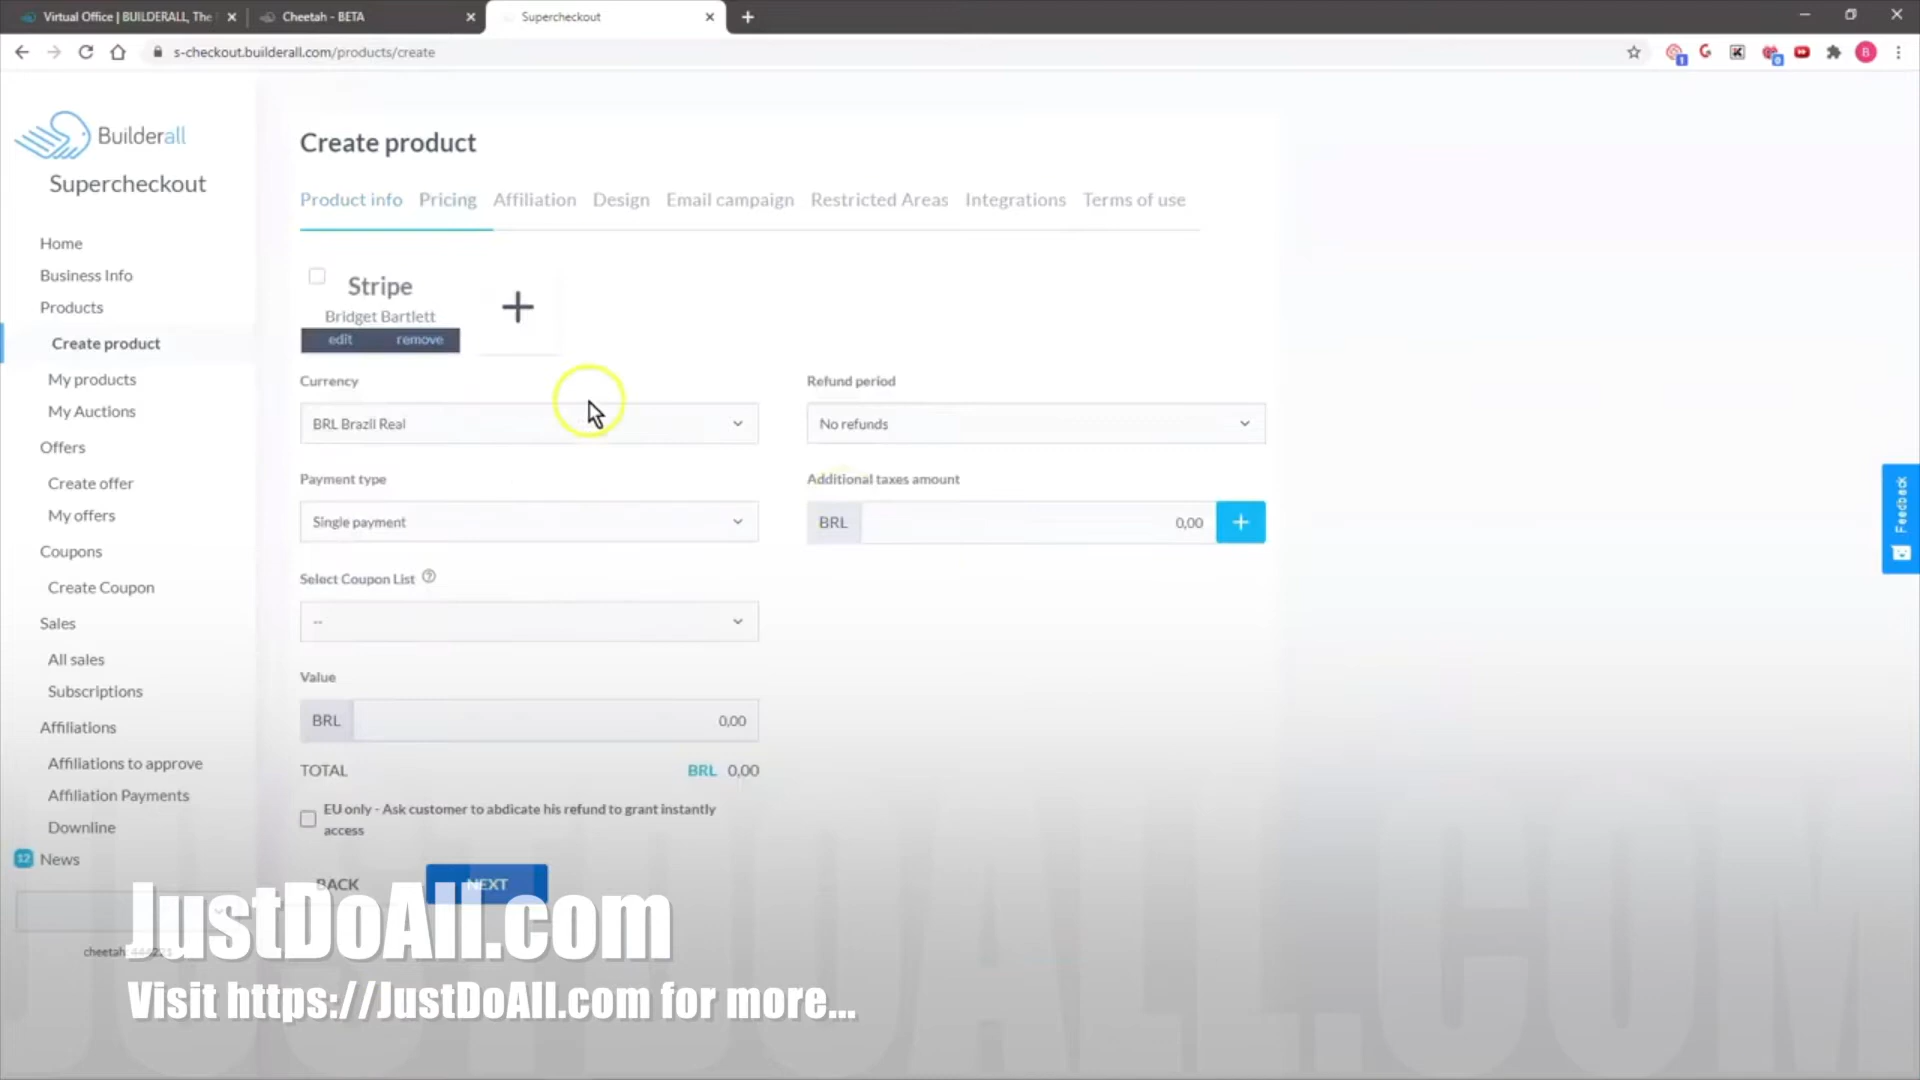 Virtual Office | BUILDERALL, The
Cheetah - BETA
Supercheckout
s-checkout.builderall.com/products/create
Builderall
Supercheckout
Home
Business Info
Products
Create product
My products
My Auctions
Offers
Create offer
My offers
Coupons
Create Coupon
Sales
All sales
Subscriptions
Affiliations
Affiliations to approve
Affiliation Payments
Downline
12 News
Create product
Product info Pricing Affiliation Design Email campaign Restricted Areas Integrations Terms of use
Stripe
Bridget Bartlett
edit remove
Currency
BRL Brazil Real
Refund period
No refunds
Payment type
Single payment
Additional taxes amount
BRL 0,00
Select Coupon List
--
Value
BRL 0,00
TOTAL BRL 0,00
EU only - Ask customer to abdicate his refund to grant instantly
access
BACK NEXT
Feedback
JustDoAll.com
Visit https://JustDoAll.com for more...
JUSTDOALL.COM
cheetah